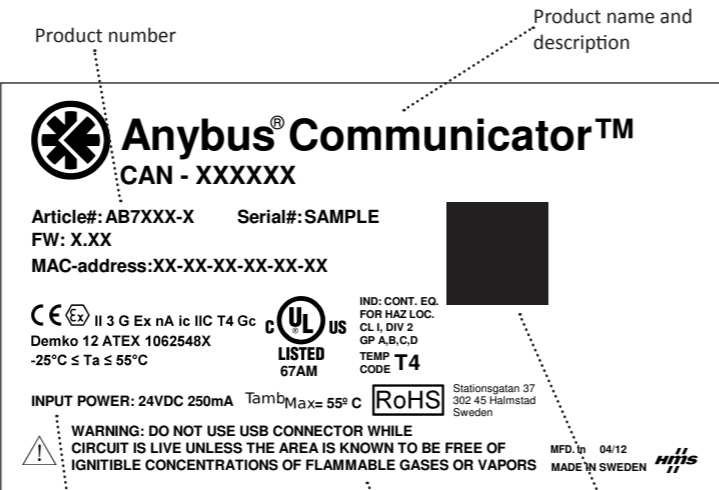 Product number
Product name and
description
Anybus® Communicator™
CAN - XXXXXX
Article#: AB7XXX-X Serial#: SAMPLE
FW: X.XX
MAC-address:XX-XX-XX-XX-XX-XX
CE Ex II 3 G Ex nA ic IIC T4 Gc
Demko 12 ATEX 1062548X
-25°C ≤ Ta ≤ 55°C
C UL ® US
LISTED
67AM
IND: CONT. EQ.
FOR HAZ LOC.
CL I, DIV 2
GP A,B,C,D
TEMP
CODE T4
INPUT POWER: 24VDC 250mA TambMax= 55º C
RoHS
Stationsgatan 37
302 45 Halmstad
Sweden
WARNING: DO NOT USE USB CONNECTOR WHILE
CIRCUIT IS LIVE UNLESS THE AREA IS KNOWN TO BE FREE OF
IGNITIBLE CONCENTRATIONS OF FLAMMABLE GASES OR VAPORS
MFD. In 04/12
MADE IN SWEDEN
HMS